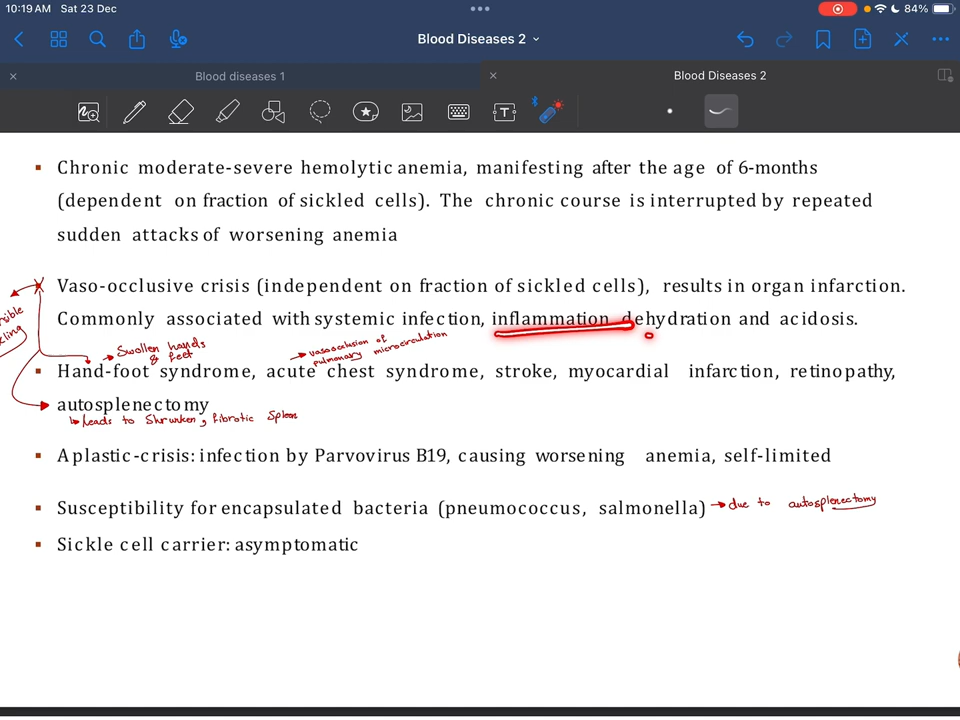 10:19 AM Sat 23 Dec
84%
Blood Diseases 2
Blood diseases 1
Blood Diseases 2
Chronic moderate-severe hemolytic anemia, manifesting after the age of 6-months
(dependent on fraction of sickled cells). The chronic course is interrupted by repeated
sudden attacks of worsening anemia
Vaso-occlusive crisis (independent on fraction of sickled cells), results in organ infarction.
Commonly associated with systemic infection, inflammation dehydration and acidosis.
Swollen hands
& feet
vasoocclusion of
pulmonary microcirculation
Hand-foot syndrome, acute chest syndrome, stroke, myocardial infarction, retinopathy,
autosplenectomy
leads to Shrunken, fibrotic Spleen
Aplastic-crisis: infection by Parvovirus B19, causing worsening anemia, self-limited
Susceptibility for encapsulated bacteria (pneumococcus, salmonella) → due to autosplenectomy
Sickle cell carrier: asymptomatic